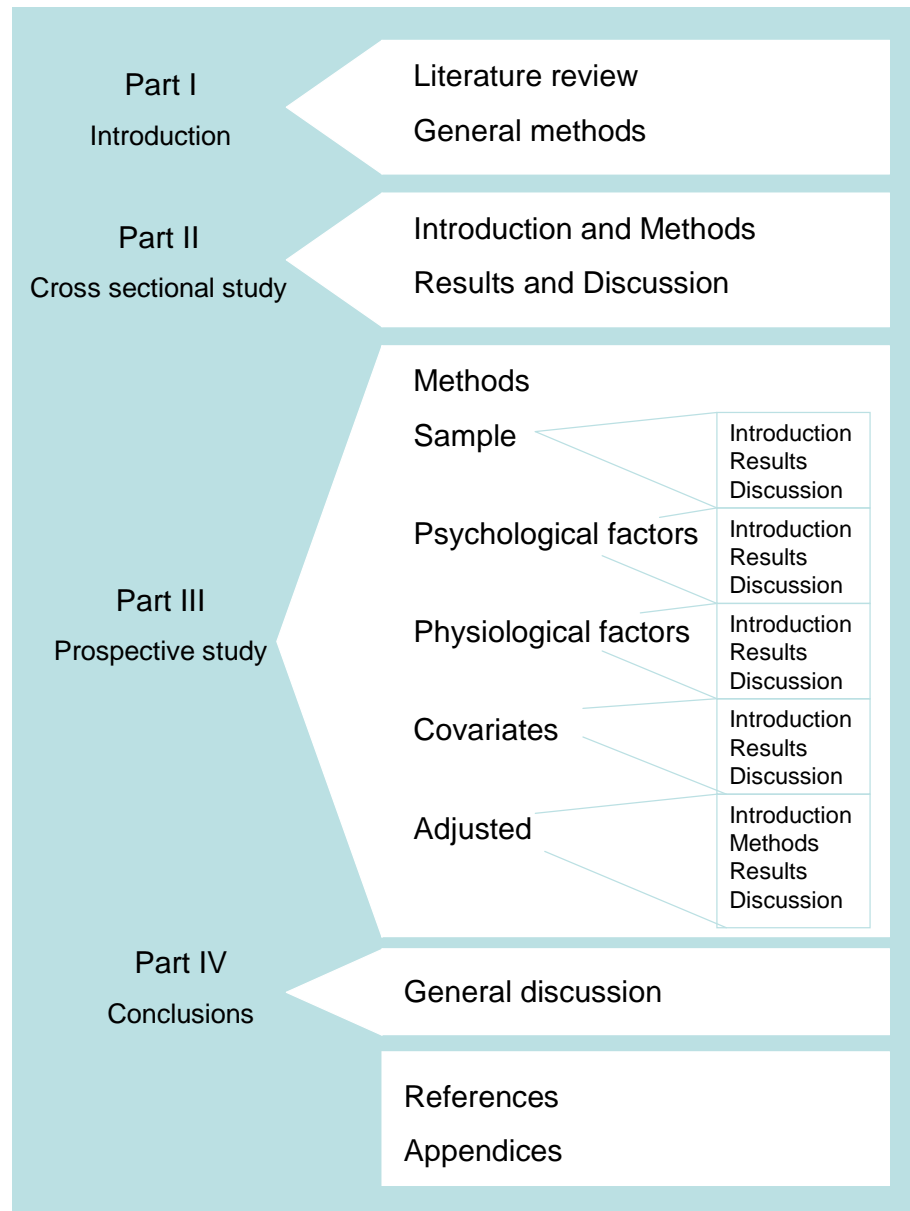 Part I
Introduction
Literature review
General methods
Part II
Cross sectional study
Introduction and Methods
Results and Discussion
Part III
Prospective study
Methods
Sample
Introduction
Results
Discussion
Psychological factors
Introduction
Results
Discussion
Physiological factors
Introduction
Results
Discussion
Covariates
Introduction
Results
Discussion
Adjusted
Introduction
Methods
Results
Discussion
Part IV
Conclusions
General discussion
References
Appendices